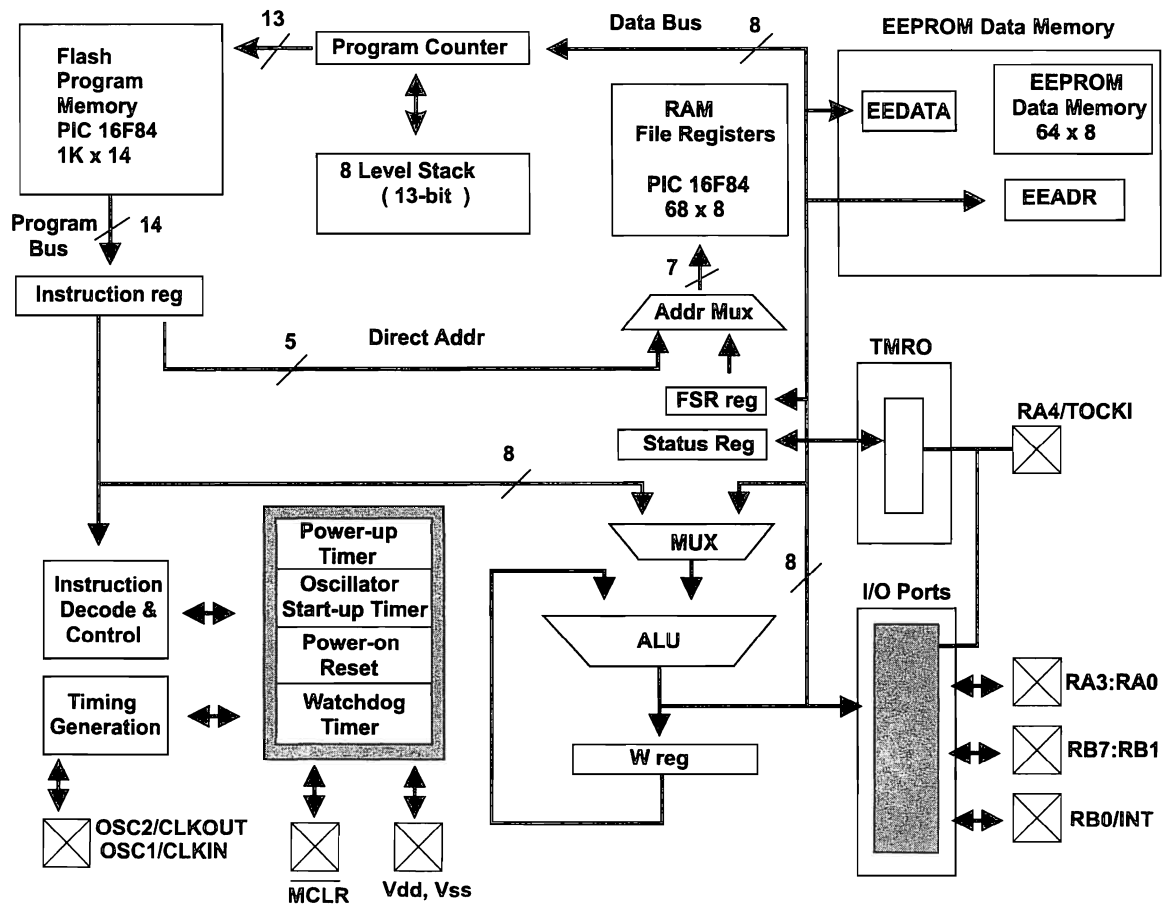 13
Data Bus
8
EEPROM Data Memory
Flash
Program
Memory
PIC 16F84
1K x 14
Program Counter
8 Level Stack
( 13-bit )
RAM
File Registers
PIC 16F84
68 x 8
EEDATA
EEPROM
Data Memory
64 x 8
EEADR
Program
Bus
14
7
Instruction reg
Addr Mux
5
Direct Addr
TMRO
FSR reg
RA4/TOCKI
Status Reg
8
Power-up
Timer
Oscillator
Start-up Timer
Power-on
Reset
Watchdog
Timer
MUX
8
Instruction
Decode &
Control
I/O Ports
ALU
Timing
Generation
RA3:RA0
W reg
RB7:RB1
OSC2/CLKOUT
OSC1/CLKIN
RB0/INT
MCLR
Vdd, Vss